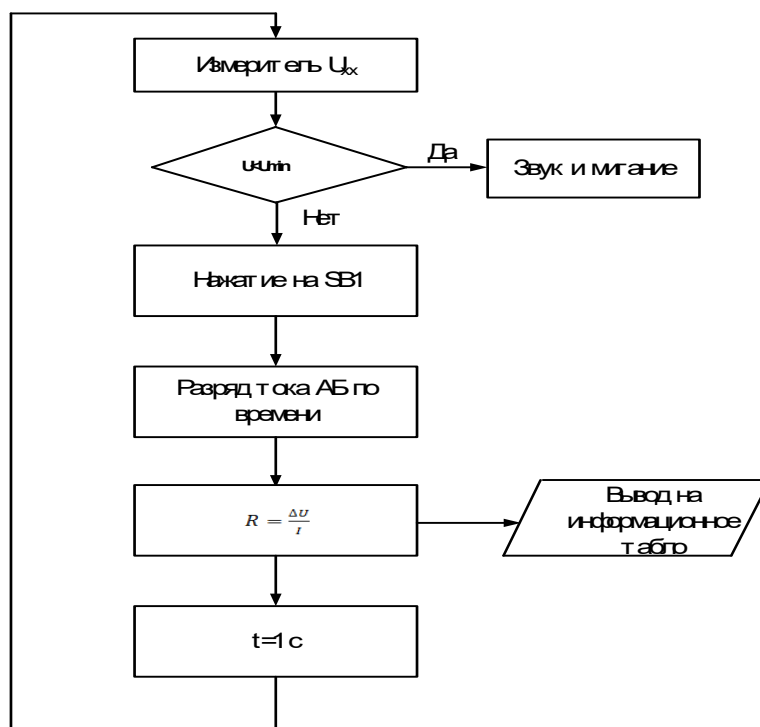 Измеритель Uxx
U<Umin
Да
Звук и мигание
Нет
Нажатие на SB1
Разряд тока АБ по
времени
R = ΔU/I
Вывод на
информационное
табло
t=1 с